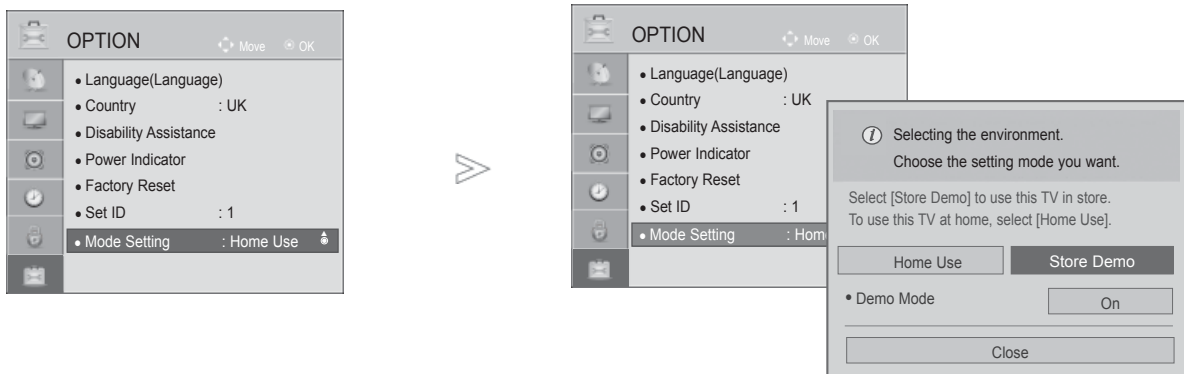 OPTION
Move
OK
● Language(Language)
● Country : UK
● Disability Assistance
● Power Indicator
● Factory Reset
● Set ID : 1
● Mode Setting : Home Use
OPTION
Move
OK
● Language(Language)
● Country : UK
● Disability Assistance
● Power Indicator
● Factory Reset
● Set ID : 1
● Mode Setting : Hom
i Selecting the environment.
Choose the setting mode you want.
Select [Store Demo] to use this TV in store.
To use this TV at home, select [Home Use].
Home Use
Store Demo
• Demo Mode
On
Close